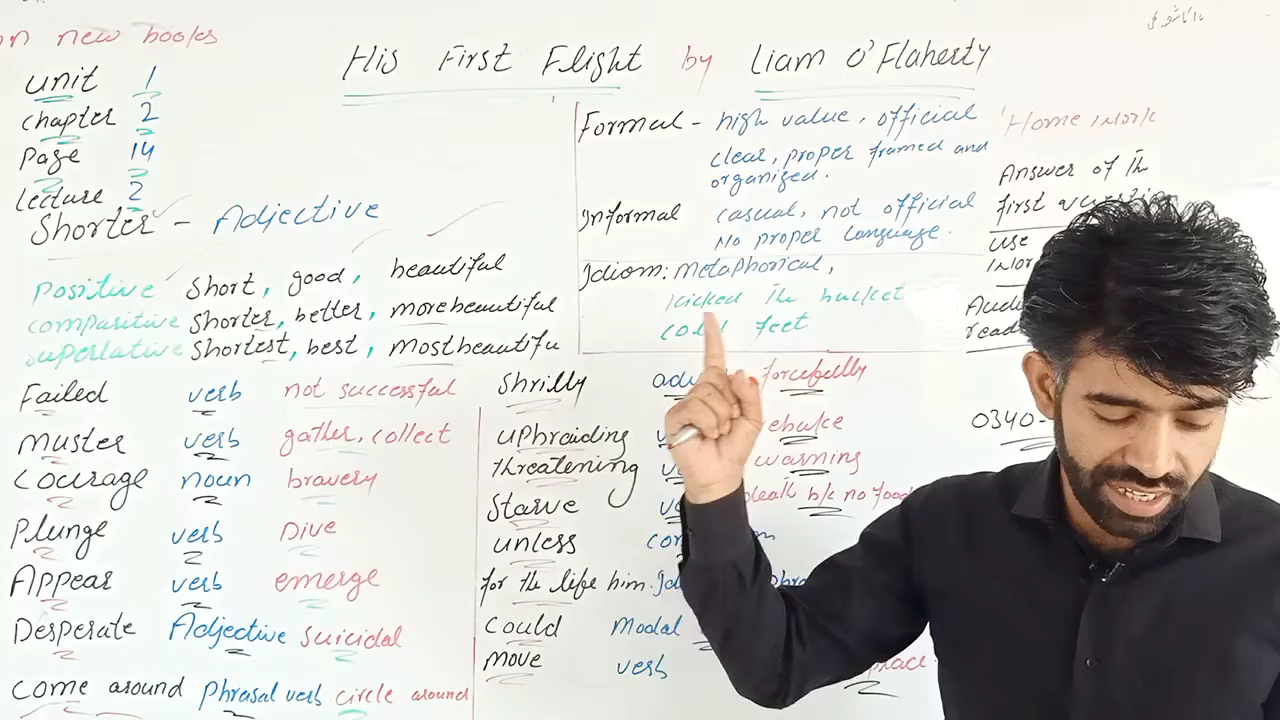 on new books
His First Flight by Liam O'Flaherty
unit 1
chapter 2
page 14
lecture 2
Shorter - Adjective
positive short, good, beautiful
comparitive shorter, better, more beautiful
superlative shortest, best, most beautiful
Formal - high value, official
clear, proper framed and
organized.
Informal casual, not official
No proper language.
Idiom: Metaphorical,
kicked the bucket
cold feet
Home work
Answer of the
first
use
Failed verb not successful
Muster verb gather, collect
Courage noun bravery
Plunge verb Dive
Appear verb emerge
Desperate Adjective suicidal
come around phrasal verb circle around
Shrilly forcefully
upbraiding rebuke
threatening warning
Starve death b/c no food
unless
for the life him.
Could Modal
Move verb place
0340-